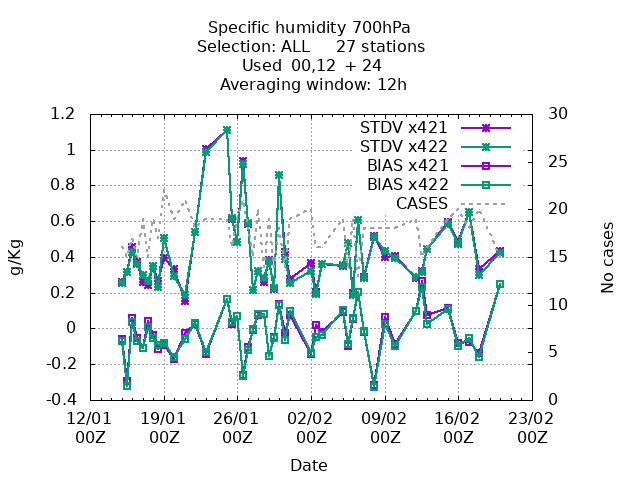 Specific humidity 700hPa
Selection: ALL 27 stations
Used 00,12 + 24
Averaging window: 12h
1.2
1
0.8
0.6
0.4
0.2
0
-0.2
-0.4
g/Kg
STDV x421
STDV x422
BIAS x421
BIAS x422
CASES
30
25
20
15
10
5
0
No cases
12/01 19/01 26/01 02/02 09/02 16/02 23/02
00Z 00Z 00Z 00Z 00Z 00Z 00Z
Date